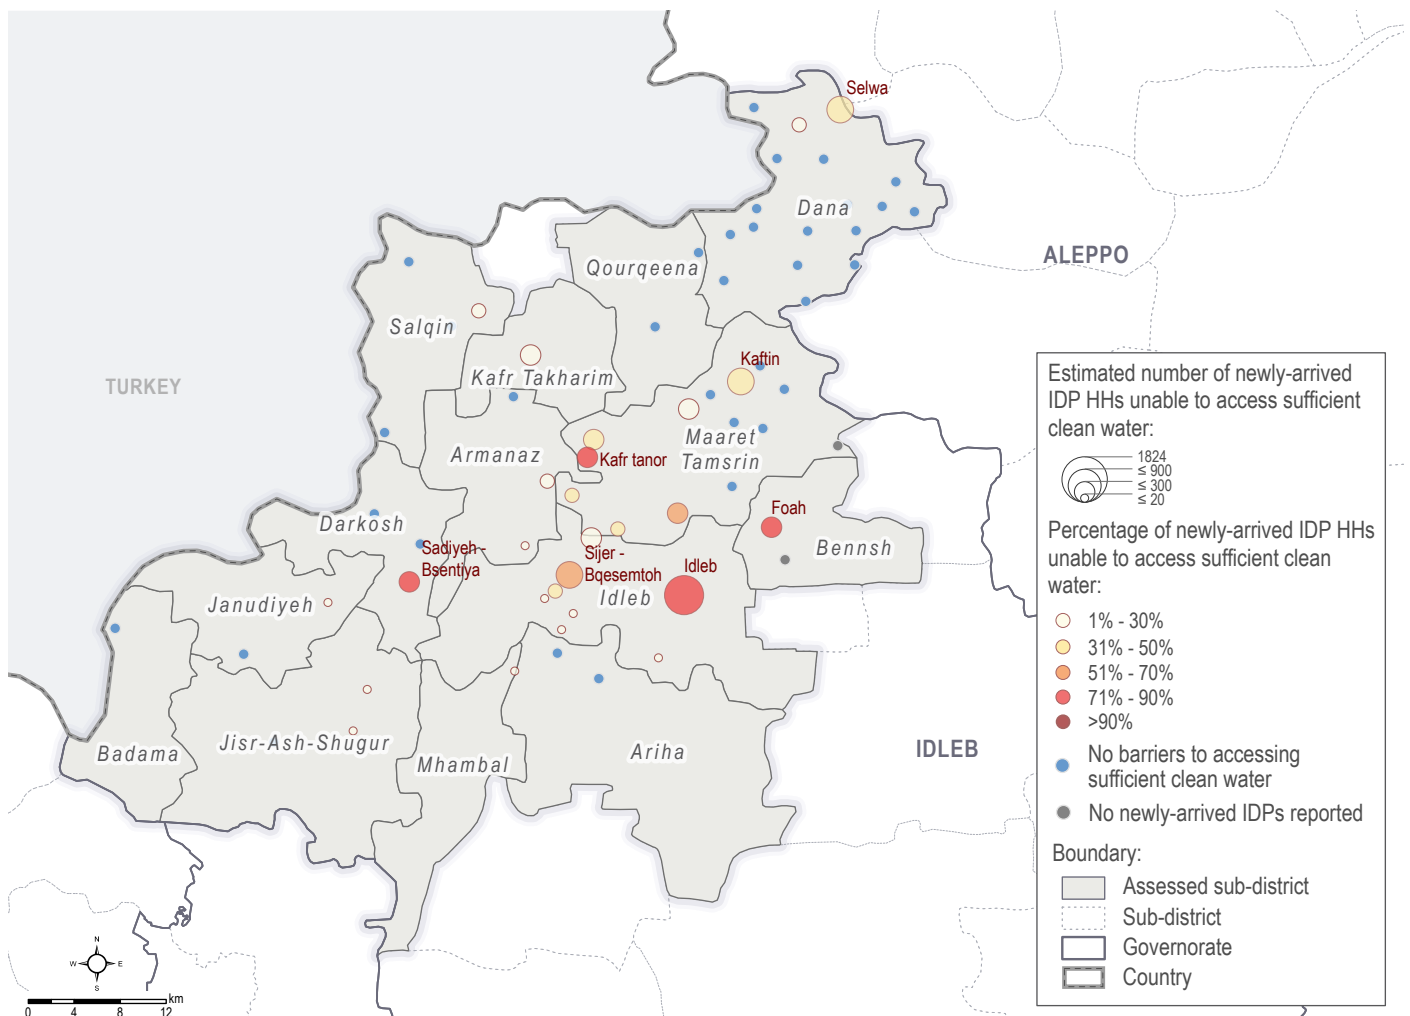 Selwa
Dana
ALEPPO
Qourqeena
Salqin
Kaftin
Kafr Takharim
TURKEY
Maaret
Tamsrin
Armanaz
Kafr tanor
Foah
Darkosh
Bennsh
Sadiyeh -
Bsentiya
Sijer -
Bqesemtoh
Idleb
Idleb
Janudiyeh
Badama
Jisr-Ash-Shugur
Mhambal
Ariha
IDLEB
Estimated number of newly-arrived
IDP HHs unable to access sufficient
clean water:
1824
≤ 900
≤ 300
≤ 20
Percentage of newly-arrived IDP HHs
unable to access sufficient clean
water:
1% - 30%
31% - 50%
51% - 70%
71% - 90%
>90%
No barriers to accessing
sufficient clean water
No newly-arrived IDPs reported
Boundary:
Assessed sub-district
Sub-district
Governorate
Country
N
W E
S
km
0 4 8 12